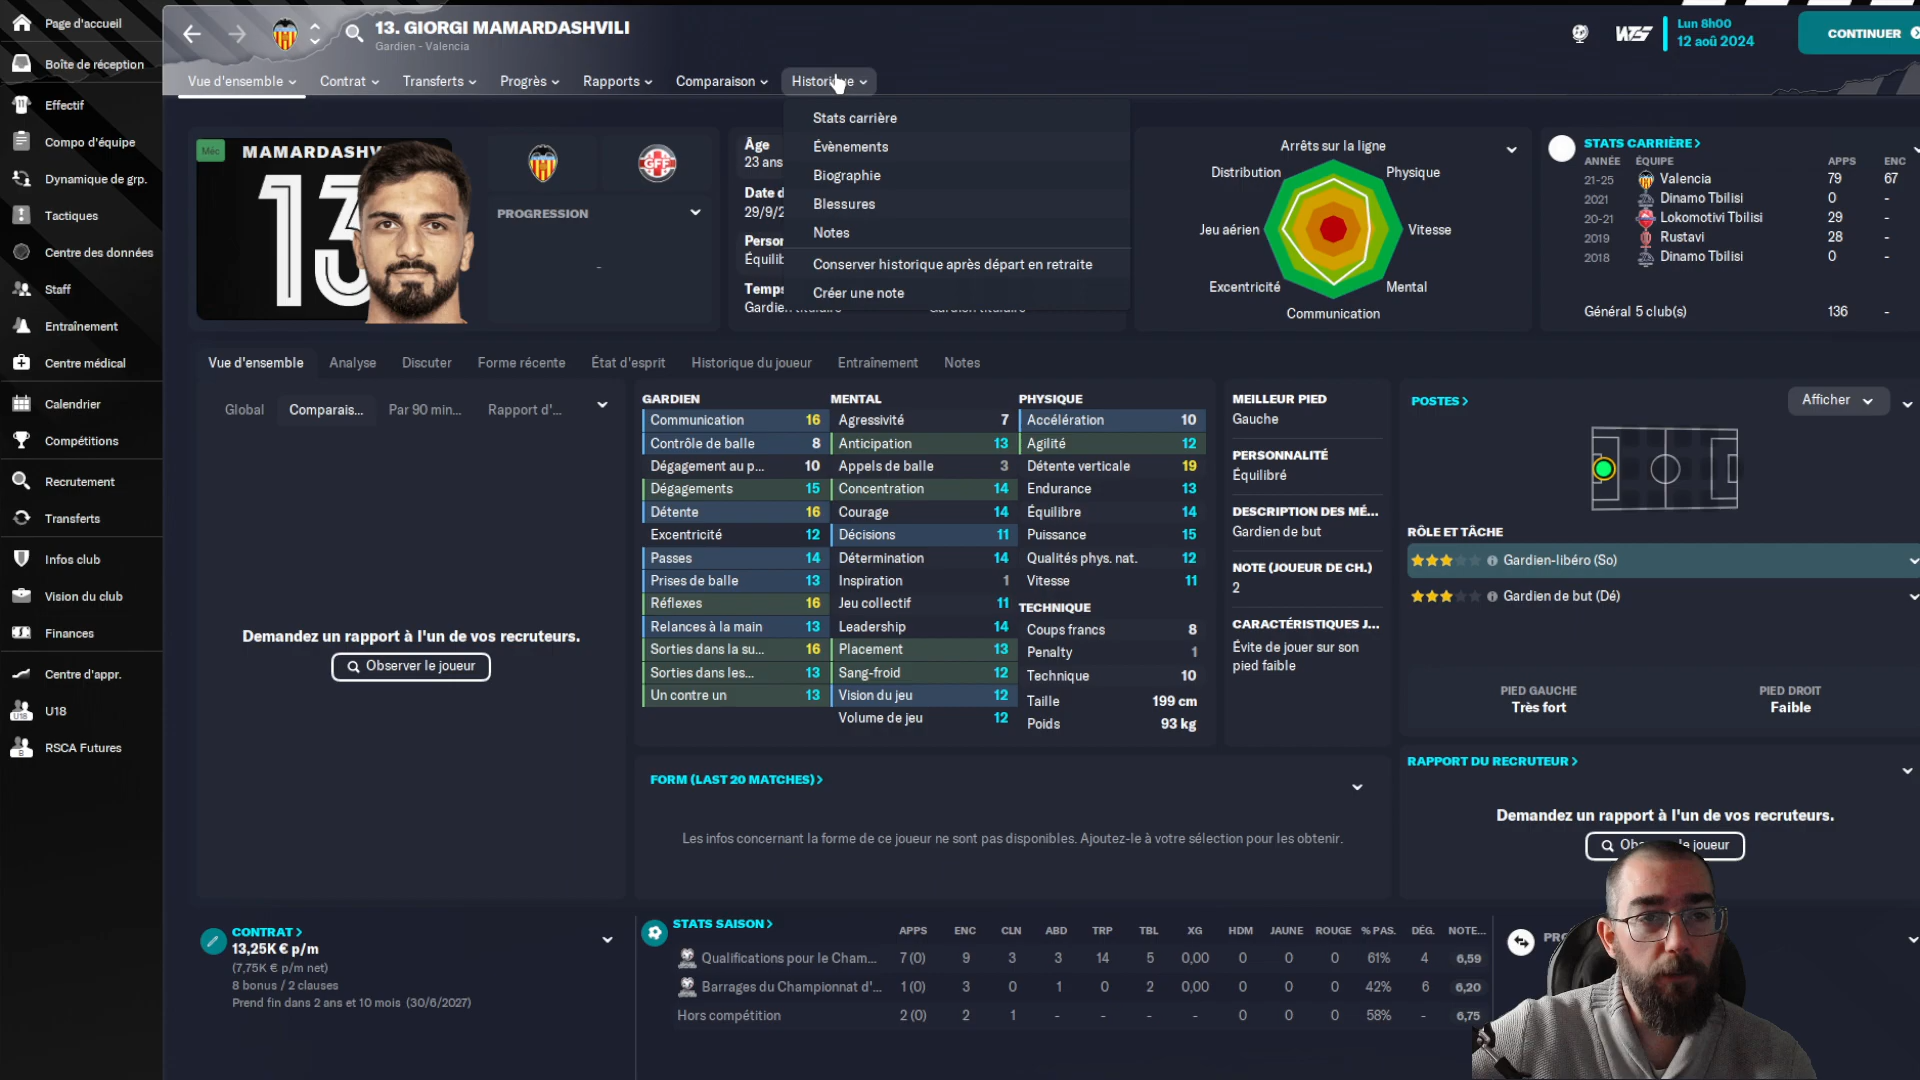 Page d'accueil
Boîte de réception
Effectif
Compo d'équipe
Dynamique de grp.
Tactiques
Centre des données
Staff
Entraînement
Centre médical
Calendrier
Compétitions
Recrutement
Transferts
Infos club
Vision du club
Finances
Centre d'appr.
U18
RSCA Futures
13. GIORGI MAMARDASHVILI
Gardien - Valencia
Lun 8h00
12 aoû 2024
CONTINUER
Vue d'ensemble Contrat Transferts Progrès Rapports Comparaison Historique
Stats carrière
Évènements
Biographie
Blessures
Notes
Conserver historique après départ en retraite
Créer une note
Méc
13
GFF
PROGRESSION
-
Âge
23 ans
29/9/2
Gardien titulaire
Arrêts sur la ligne
Distribution
Physique
Jeu aérien
Vitesse
Excentricité
Mental
Communication
STATS CARRIÈRE
ANNÉE ÉQUIPE APPS ENC
21-25 Valencia 79 67
2021 Dinamo Tbilisi 0 -
20-21 Lokomotivi Tbilisi 29 -
2019 Rustavi 28 -
2018 Dinamo Tbilisi 0 -
Général 5 club(s) 136 -
Vue d'ensemble Analyse Discuter Forme récente État d'esprit Historique du joueur Entraînement Notes
Global Comparais... Par 90 min... Rapport d'...
Demandez un rapport à l'un de vos recruteurs.
Observer le joueur
GARDIEN
Communication 16
Contrôle de balle 8
Dégagement au p... 10
Dégagements 15
Détente 16
Excentricité 12
Passes 14
Prises de balle 13
Réflexes 16
Relances à la main 13
Sorties dans la su... 16
Sorties dans les... 13
Un contre un 13
MENTAL
Agressivité 7
Anticipation 13
Appels de balle 3
Concentration 14
Courage 14
Décisions 11
Détermination 14
Inspiration 1
Jeu collectif 11
Leadership 14
Placement 13
Sang-froid 12
Vision du jeu 12
Volume de jeu 12
PHYSIQUE
Accélération 10
Agilité 12
Détente verticale 19
Endurance 13
Équilibre 14
Puissance 15
Qualités phys. nat. 12
Vitesse 11
TECHNIQUE
Coups francs 8
Penalty 1
Technique 10
Taille 199 cm
Poids 93 kg
MEILLEUR PIED
Gauche
PERSONNALITÉ
Équilibré
DESCRIPTION DES MÉ...
Gardien de but
NOTE (JOUEUR DE CH.)
2
CARACTÉRISTIQUES J...
Évite de jouer sur son
pied faible
POSTES
Afficher
RÔLE ET TÂCHE
Gardien-libéro (So)
Gardien de but (Dé)
PIED GAUCHE
Très fort
PIED DROIT
Faible
FORM (LAST 20 MATCHES)
Les infos concernant la forme de ce joueur ne sont pas disponibles. Ajoutez-le à votre sélection pour les obtenir.
RAPPORT DU RECRUTEUR
Demandez un rapport à l'un de vos recruteurs.
joueur
CONTRAT
13,25K € p/m
(7,75K € p/m net)
8 bonus / 2 clauses
Prend fin dans 2 ans et 10 mois (30/6/2027)
STATS SAISON
APPS ENC CLN ABD TRP TBL XG HDM JAUNE ROUGE % PAS. DÉG. NOTE...
Qualifications pour le Cham... 7 (0) 9 3 3 14 5 0,00 0 0 0 61% 4 6,59
Barrages du Championnat d'... 1 (0) 3 0 1 0 2 0,00 0 0 0 42% 6 6,20
Hors compétition 2 (0) 2 1 - - - - 0 0 0 58% - 6,75